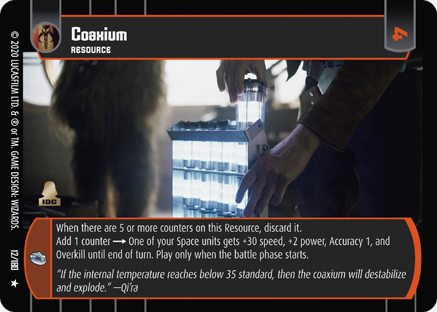 Coaxium
RESOURCE
4
© 2020 LUCASFILM LTD. & ® or TM. GAME DESIGN: WIZARDS.
12/180
IDC
When there are 5 or more counters on this Resource, discard it.
Add 1 counter → One of your Space units gets +30 speed, +2 power, Accuracy 1, and
Overkill until end of turn. Play only when the battle phase starts.
"If the internal temperature reaches below 35 standard, then the coaxium will destabilize
and explode." —Qi'ra